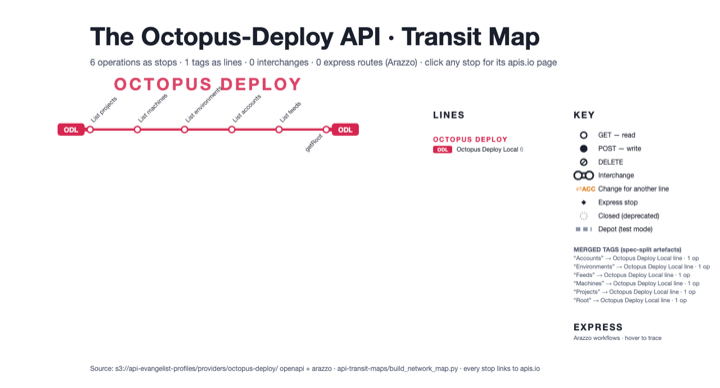 The Octopus-Deploy API · Transit Map
6 operations as stops · 1 tags as lines · 0 interchanges · 0 express routes (Arazzo) · click any stop for its apis.io page
OCTOPUS DEPLOY
List projects
List machines
List environments
List accounts
List feeds
getRoot
ODL
ODL
LINES
OCTOPUS DEPLOY
ODL Octopus Deploy Local 6
KEY
GET — read
POST — write
DELETE
Interchange
⇄ACC Change for another line
Express stop
Closed (deprecated)
Depot (test mode)
MERGED TAGS (spec-split artefacts)
"Accounts" → Octopus Deploy Local line · 1 op
"Environments" → Octopus Deploy Local line · 1 op
"Feeds" → Octopus Deploy Local line · 1 op
"Machines" → Octopus Deploy Local line · 1 op
"Projects" → Octopus Deploy Local line · 1 op
"Root" → Octopus Deploy Local line · 1 op
EXPRESS
Arazzo workflows · hover to trace
Source: s3://api-evangelist-profiles/providers/octopus-deploy/ openapi + arazzo · api-transit-maps/build_network_map.py · every stop links to apis.io